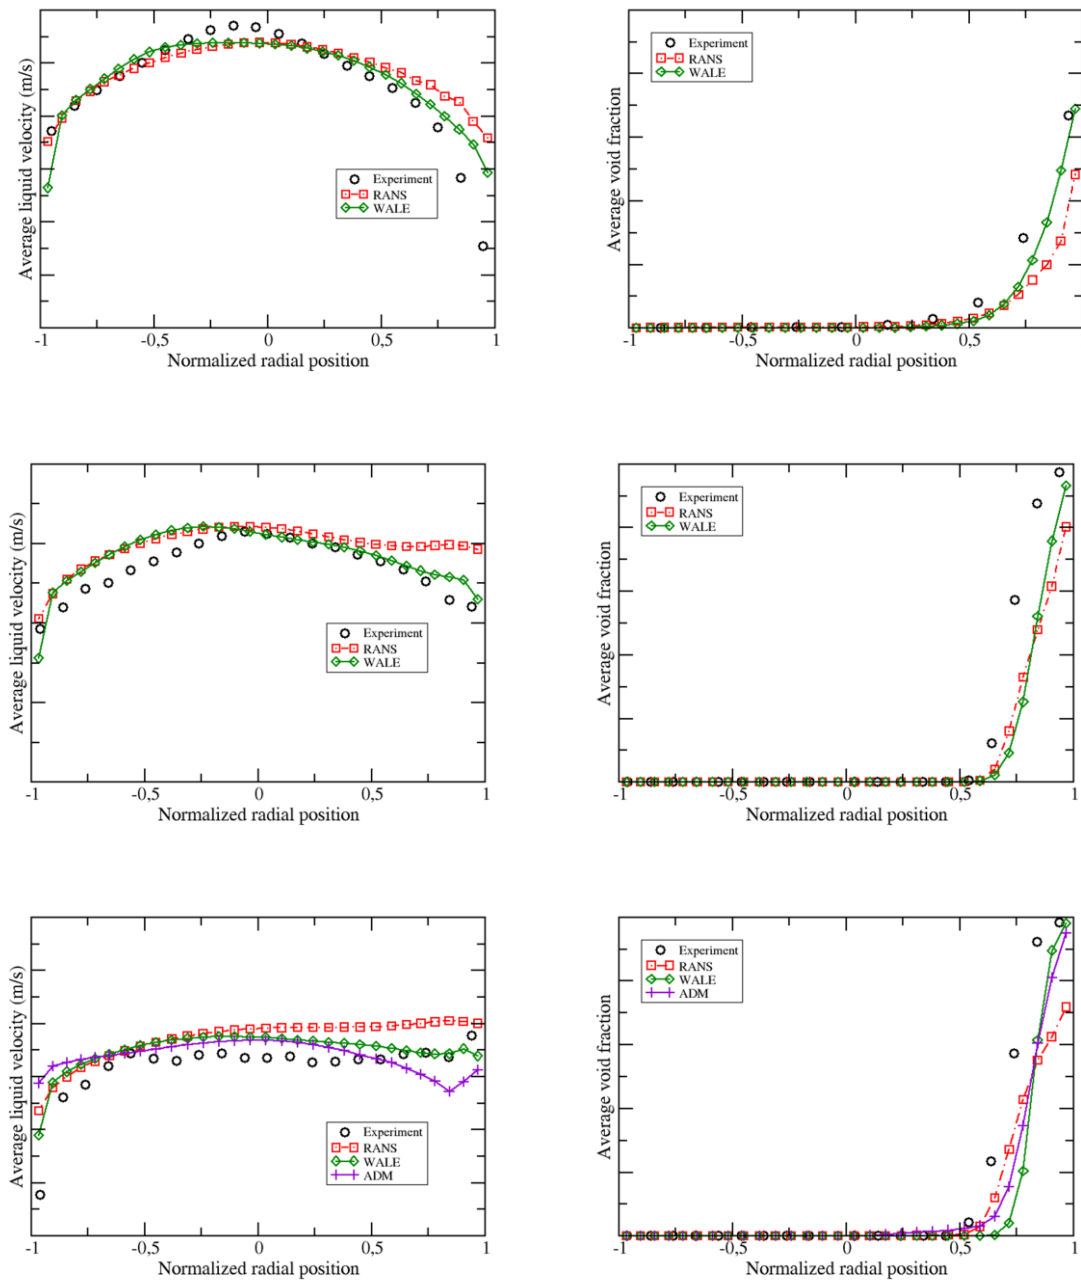 Average liquid velocity (m/s)
Experiment
RANS
WALE
-1
-0,5
0
0,5
1
Normalized radial position
Average void fraction
Experiment
RANS
WALE
-1
-0,5
0
0,5
1
Normalized radial position
Average liquid velocity (m/s)
Experiment
RANS
WALE
-1
-0,5
0
0,5
1
Normalized radial position
Average void fraction
Experiment
RANS
WALE
-1
-0,5
0
0,5
1
Normalized radial position
Average liquid velocity (m/s)
Experiment
RANS
WALE
ADM
-1
-0,5
0
0,5
1
Normalized radial position
Average void fraction
Experiment
RANS
WALE
ADM
-1
-0,5
0
0,5
1
Normalized radial position